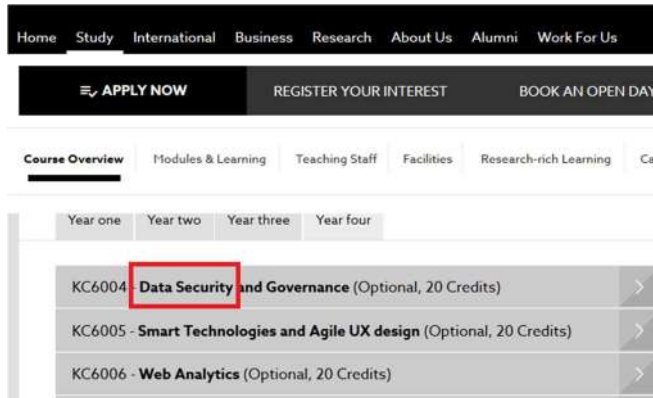 Home Study International Business Research About Us Alumni Work For Us
APPLY NOW REGISTER YOUR INTEREST BOOK AN OPEN DAY
Course Overview Modules & Learning Teaching Staff Facilities Research-rich Learning Ca
Year one Year two Year three Year four
KC6004 - Data Security and Governance (Optional, 20 Credits)
KC6005 - Smart Technologies and Agile UX design (Optional, 20 Credits)
KC6006 - Web Analytics (Optional, 20 Credits)